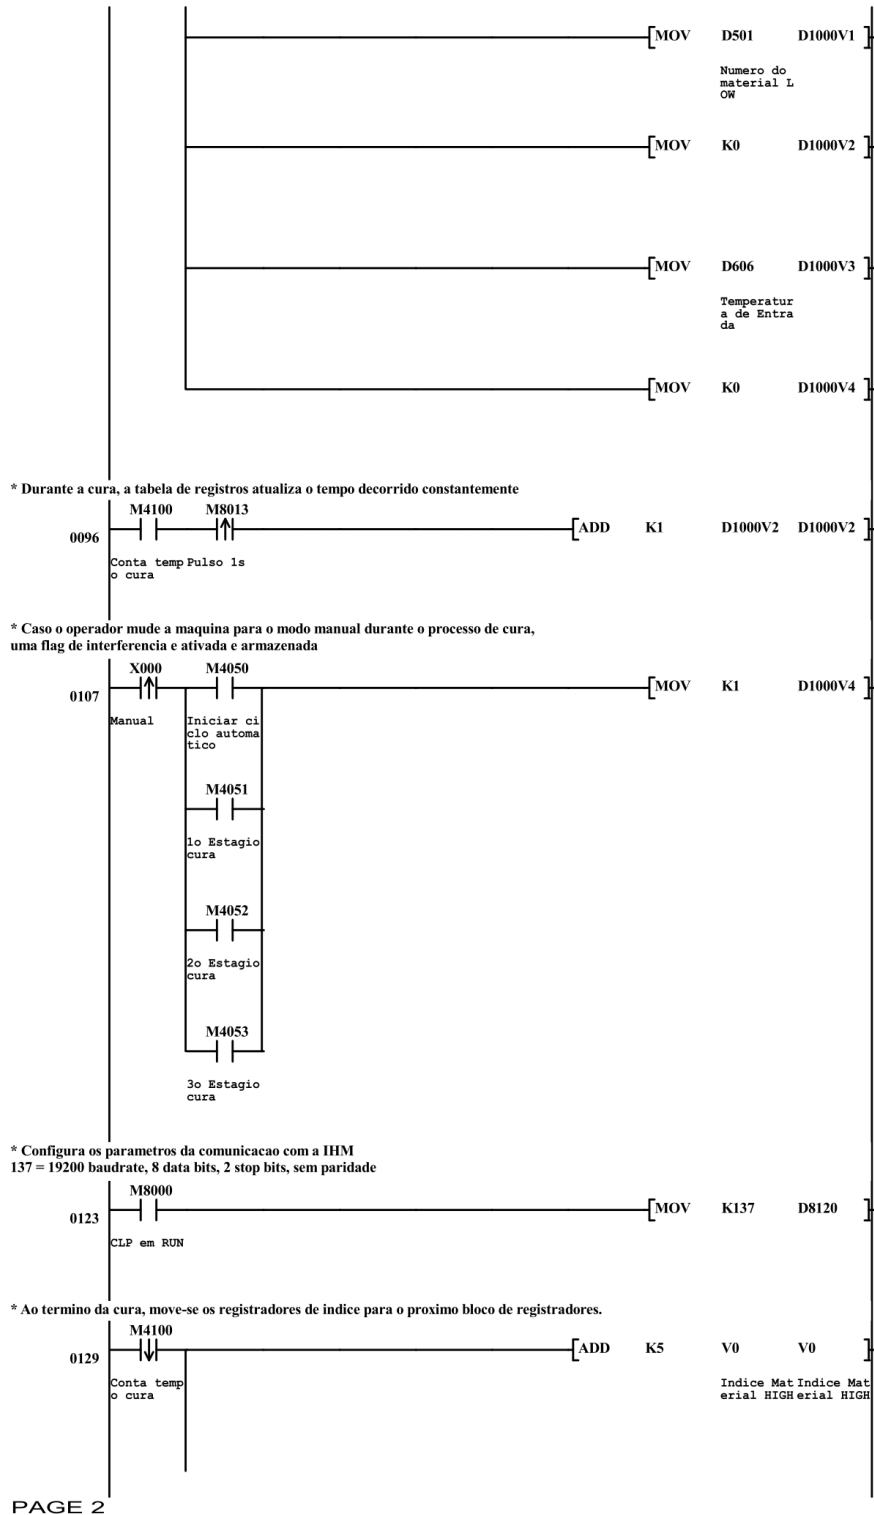 MOV D501 D1000V1
Numero do
material L
OW
MOV K0 D1000V2
MOV D606 D1000V3
Temperatur
a de Entra
da
MOV K0 D1000V4
* Durante a cura, a tabela de registros atualiza o tempo decorrido constantemente
M4100 M8013
0096 ADD K1 D1000V2 D1000V2
Conta temp Pulso 1s
o cura
* Caso o operador mude a maquina para o modo manual durante o processo de cura,
uma flag de interferencia e ativada e armazenada
X000 M4050
0107 MOV K1 D1000V4
Manual Iniciar ci
clo automa
tico
M4051
1o Estagio
cura
M4052
2o Estagio
cura
M4053
3o Estagio
cura
* Configura os parametros da comunicacao com a IHM
137 = 19200 baudrate, 8 data bits, 2 stop bits, sem paridade
M8000
0123 MOV K137 D8120
CLP em RUN
* Ao termino da cura, move-se os registradores de indice para o proximo bloco de registradores.
M4100
0129 ADD K5 V0 V0
Conta temp Indice Mat Indice Mat
o cura erial HIGH erial HIGH
PAGE 2